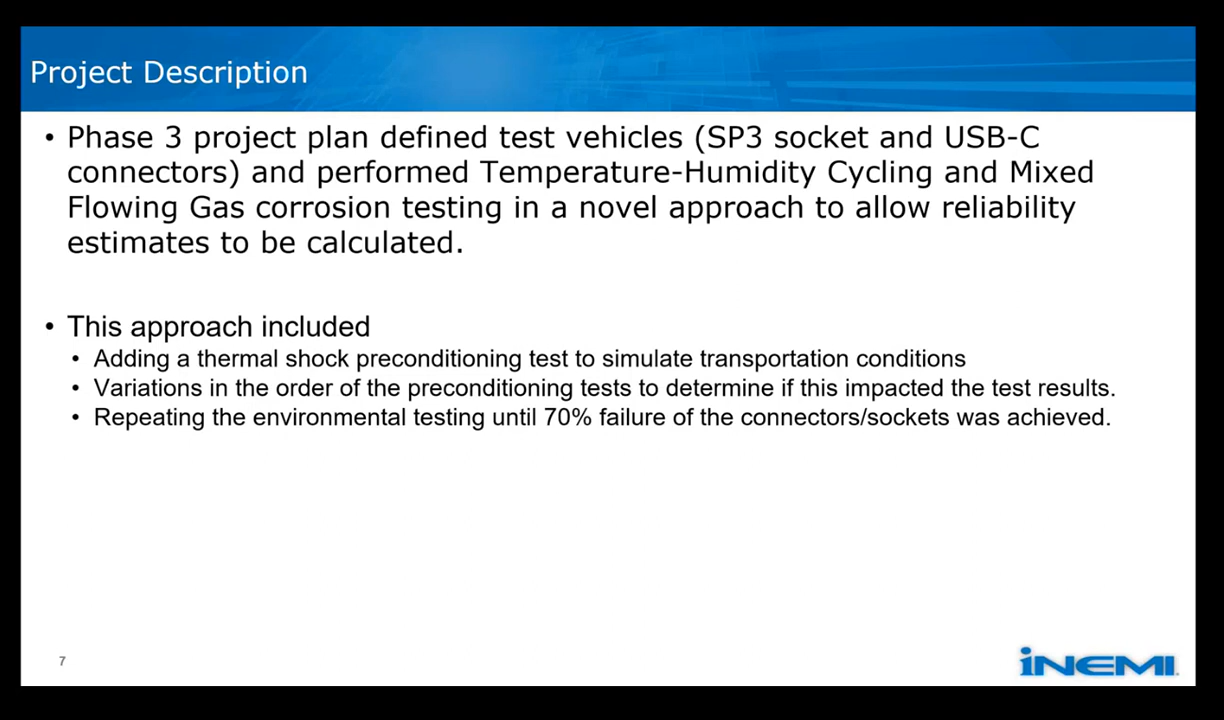 Project Description
• Phase 3 project plan defined test vehicles (SP3 socket and USB-C
connectors) and performed Temperature-Humidity Cycling and Mixed
Flowing Gas corrosion testing in a novel approach to allow reliability
estimates to be calculated.
• This approach included
• Adding a thermal shock preconditioning test to simulate transportation conditions
• Variations in the order of the preconditioning tests to determine if this impacted the test results.
• Repeating the environmental testing until 70% failure of the connectors/sockets was achieved.
7
iNEMI